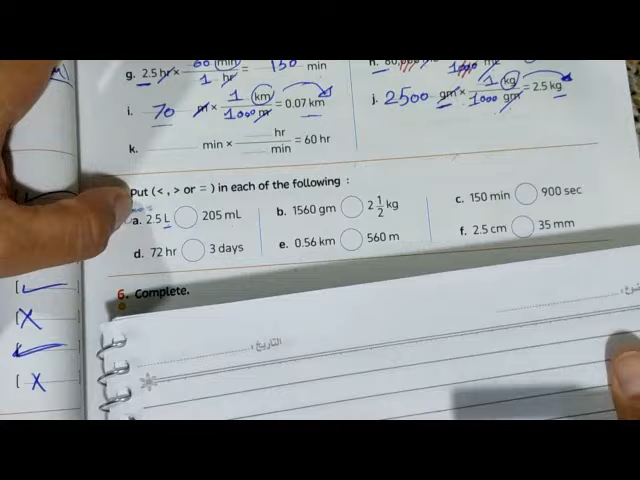 g. 2.5 hr × 60 min / 1 hr = 150 min
i. 70 m × 1 km / 1000 m = 0.07 km
j. 2500 gm × 1 kg / 1000 gm = 2.5 kg
k. ______ min × ____ hr / ____ min = 60 hr
Put (< , > or = ) in each of the following :
a. 2.5 L ◯ 205 mL
b. 1560 gm ◯ 2 1/2 kg
c. 150 min ◯ 900 sec
d. 72 hr ◯ 3 days
e. 0.56 km ◯ 560 m
f. 2.5 cm ◯ 35 mm
6. Complete.
التاريخ :